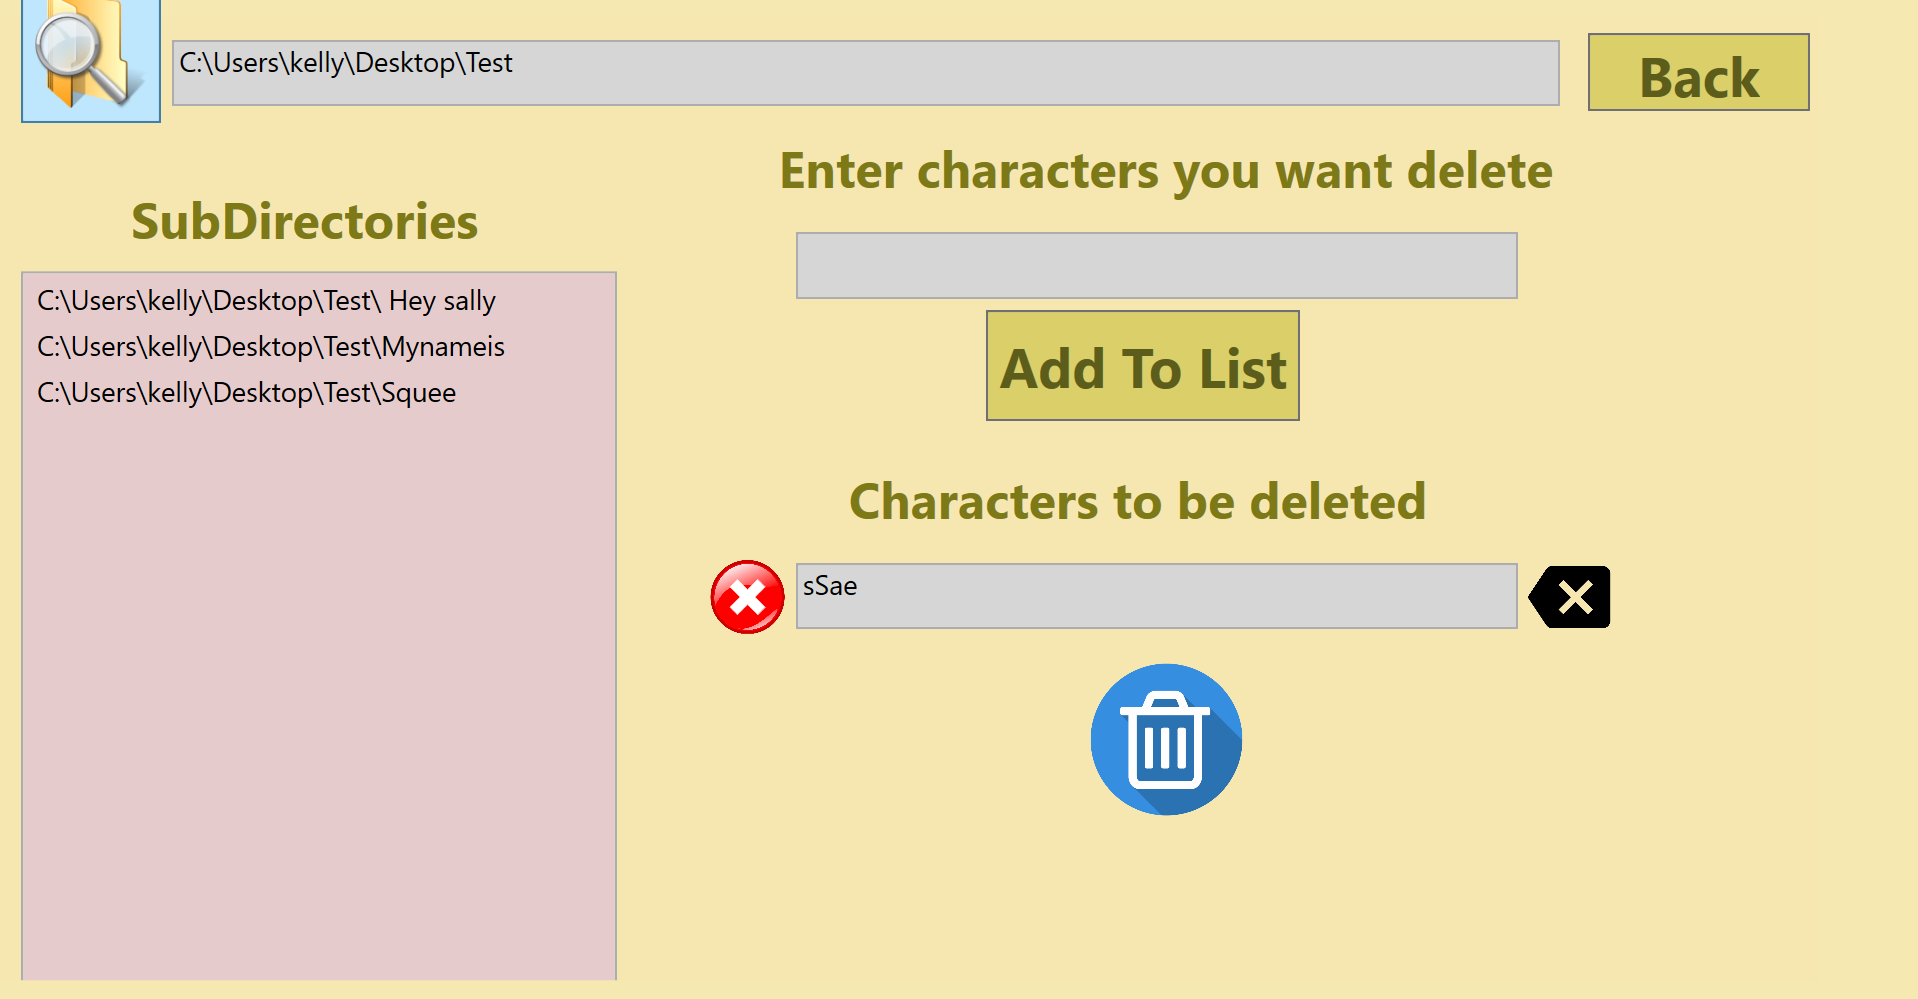 C:\Users\kelly\Desktop\Test
Back
Enter characters you want delete
SubDirectories
C:\Users\kelly\Desktop\Test\ Hey sally
C:\Users\kelly\Desktop\Test\Mynameis
C:\Users\kelly\Desktop\Test\Squee
Add To List
Characters to be deleted
sSae